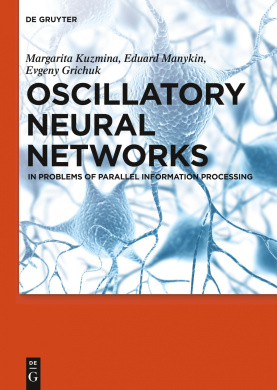 DE GRUYTER
Margarita Kuzmina, Eduard Manykin,
Evgeny Grichuk
OSCILLATORY
NEURAL
NETWORKS
IN PROBLEMS OF PARALLEL INFORMATION PROCESSING
DE
G